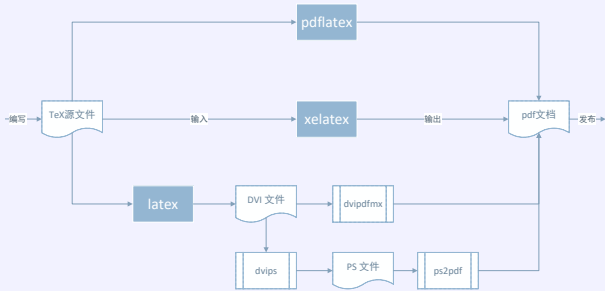 pdflatex
编写
TeX源文件
输入
xelatex
输出
pdf文档
发布
latex
DVI 文件
dvipdfmx
dvips
PS 文件
ps2pdf